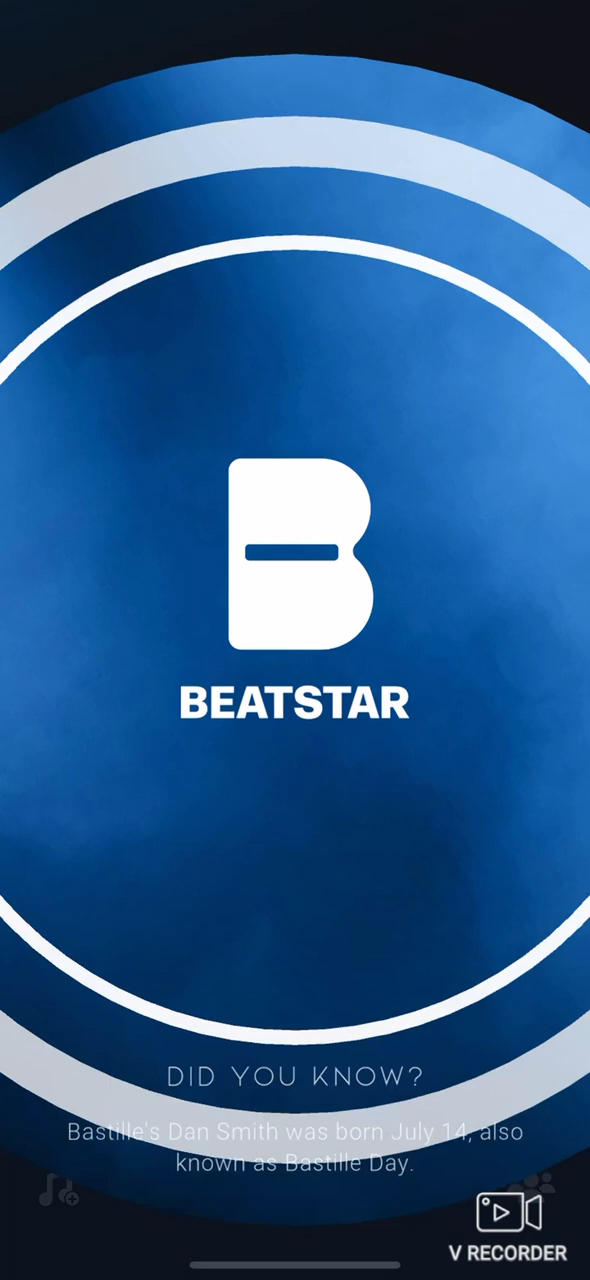 BEATSTAR
DID YOU KNOW?
Bastille's Dan Smith was born July 14, also
known as Bastille Day.
V RECORDER